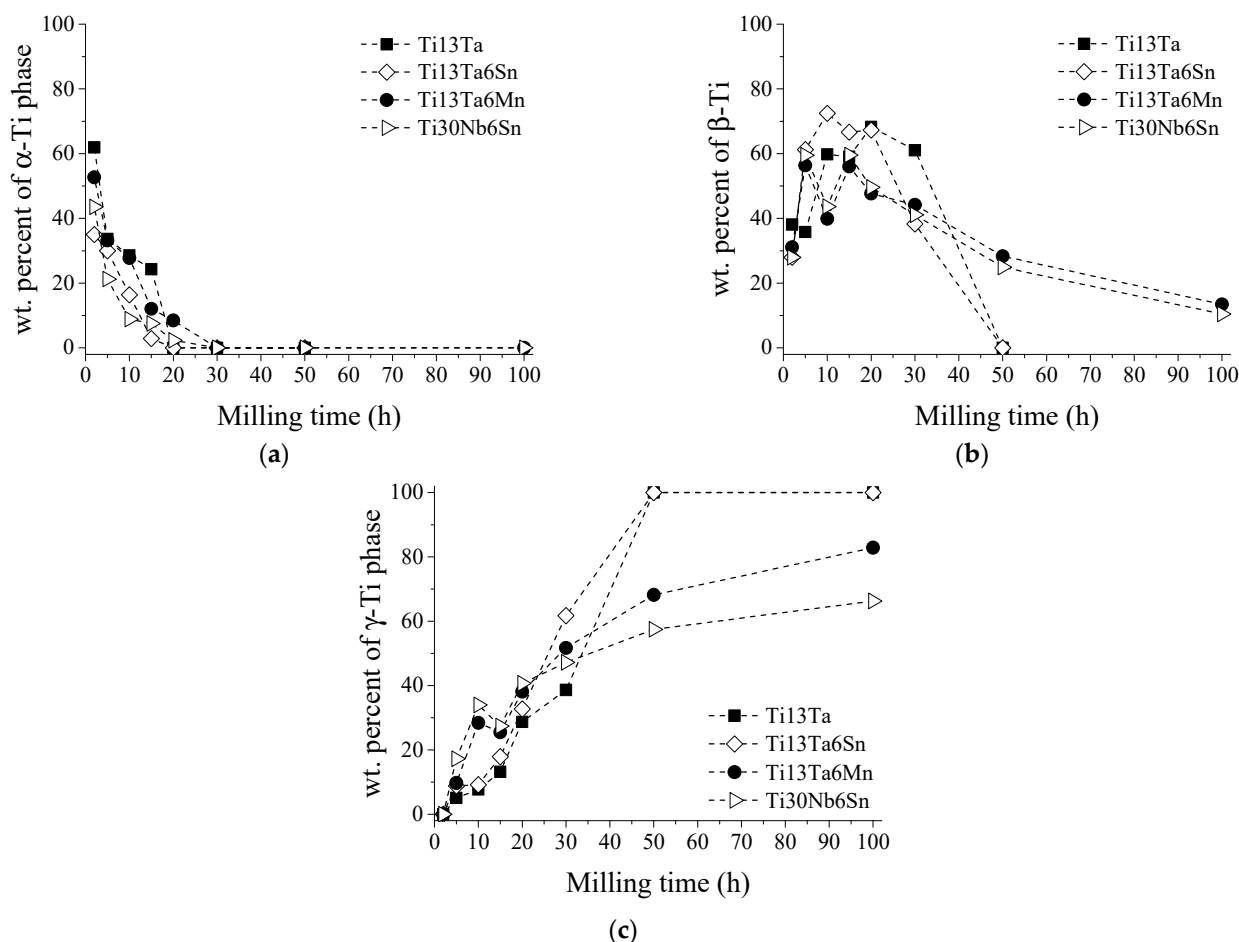 100
80
60
40
20
0
wt. percent of α-Ti phase
Ti13Ta
Ti13Ta6Sn
Ti13Ta6Mn
Ti30Nb6Sn
0 10 20 30 40 50 60 70 80 90 100
Milling time (h)
(a)
100
80
60
40
20
0
wt. percent of β-Ti
Ti13Ta
Ti13Ta6Sn
Ti13Ta6Mn
Ti30Nb6Sn
0 10 20 30 40 50 60 70 80 90 100
Milling time (h)
(b)
100
80
60
40
20
0
wt. percent of γ-Ti phase
Ti13Ta
Ti13Ta6Sn
Ti13Ta6Mn
Ti30Nb6Sn
0 10 20 30 40 50 60 70 80 90 100
Milling time (h)
(c)